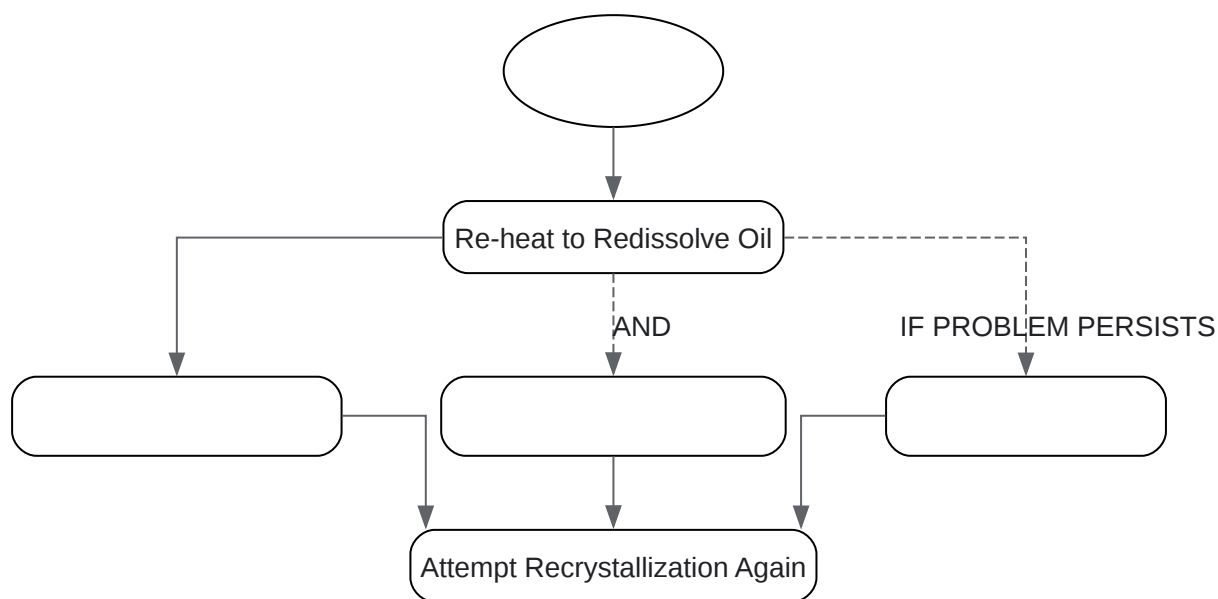 Re-heat to Redissolve Oil
AND
IF PROBLEM PERSISTS
Attempt Recrystallization Again